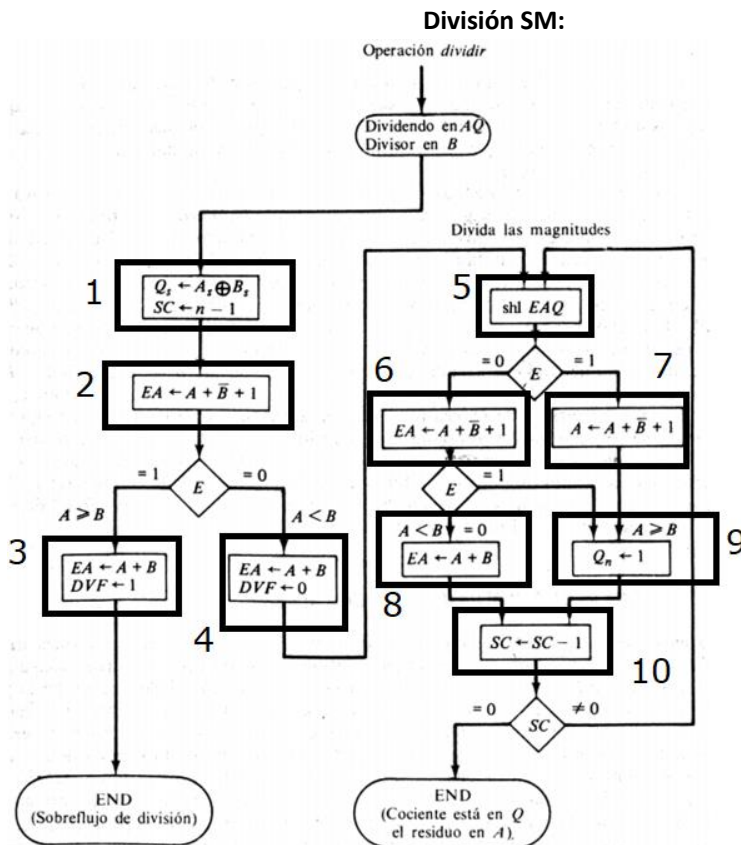 División SM:
Operación dividir
Dividendo en AQ
Divisor en B
1
Qs ← As ⊕ Bs
SC ← n − 1
2
EA ← A + B̅ + 1
= 1
E
= 0
A ⩾ B
A < B
3
EA ← A + B
DVF ← 1
4
EA ← A + B
DVF ← 0
END
(Sobreflujo de división)
Divida las magnitudes
5
shl EAQ
= 0
E
= 1
6
EA ← A + B̅ + 1
7
A ← A + B̅ + 1
E
= 1
A < B
= 0
8
EA ← A + B
A ⩾ B
9
Qn ← 1
SC ← SC − 1
10
= 0
SC
≠ 0
END
(Cociente está en Q
el residuo en A)